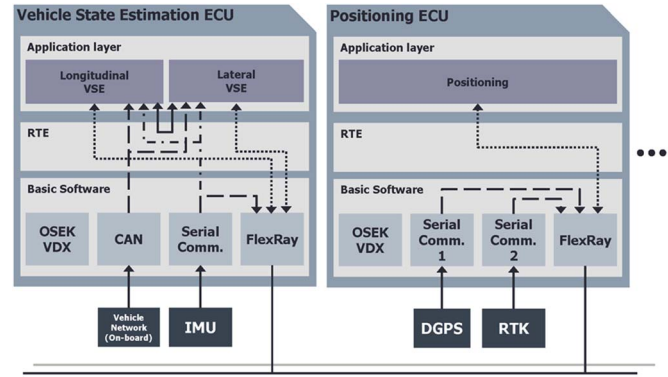 Vehicle State Estimation ECU
Application layer
Longitudinal
VSE
Lateral
VSE
RTE
Basic Software
OSEK
VDX
CAN
Serial
Comm.
FlexRay
Vehicle
Network
(On-board)
IMU
Positioning ECU
Application layer
Positioning
RTE
Basic Software
OSEK
VDX
Serial
Comm.
1
Serial
Comm.
2
FlexRay
DGPS
RTK